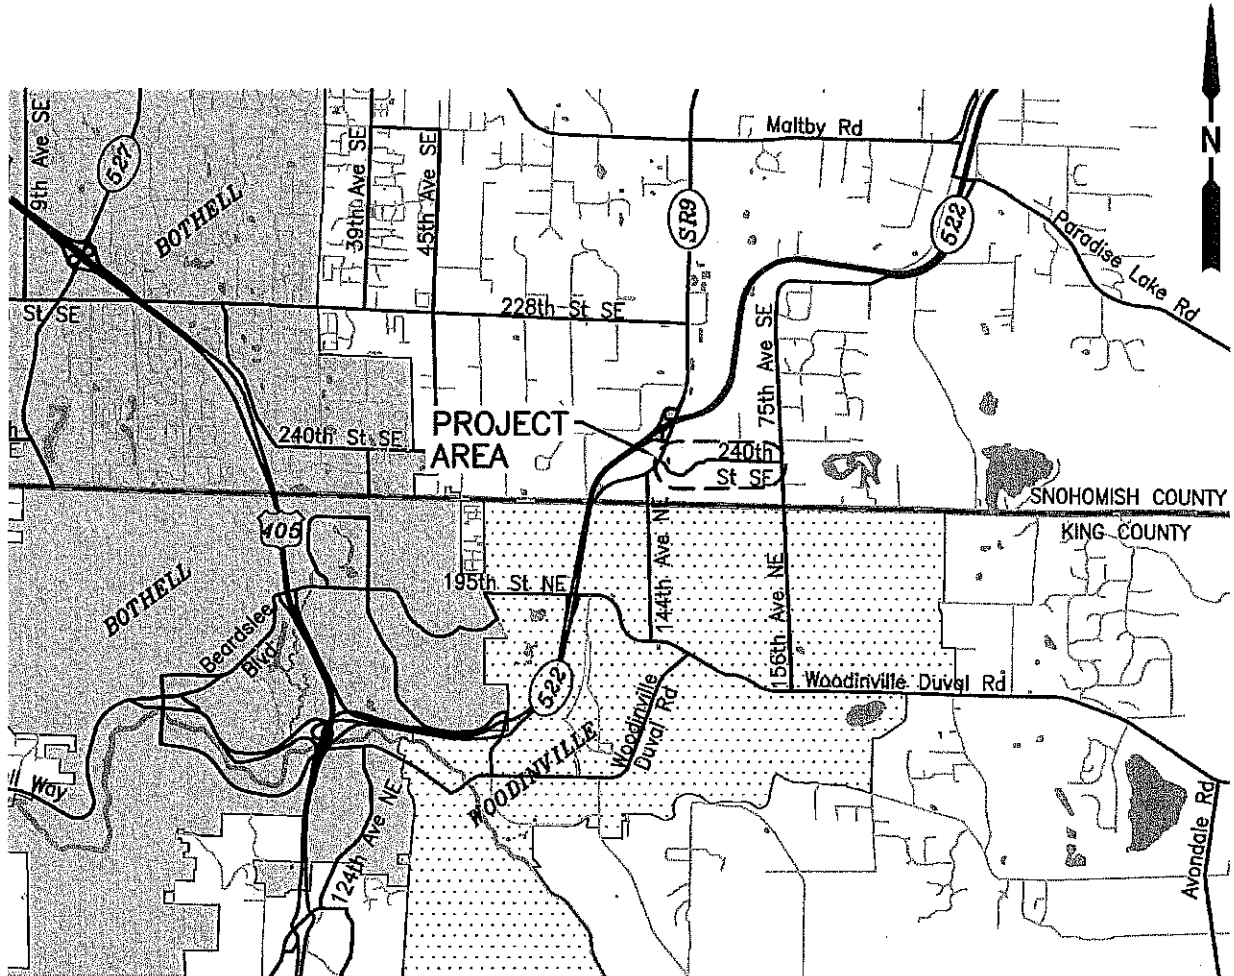 N
Maltby Rd
9th Ave SE
527
BOTHELL
39th Ave SE
45th Ave SE
SR9
522
Paradise Lake Rd
St SE
228th St SE
75th Ave SE
PROJECT
AREA
240th St SE
240th
St SE
SNOHOMISH COUNTY
KING COUNTY
405
BOTHELL
195th St NE
144th Ave NE
156th Ave NE
Beardslee
Blvd
522
Woodinville Duval Rd
Woodinville
Duval Rd
WOODINVILLE
Way
124th Ave NE
Avondale Rd